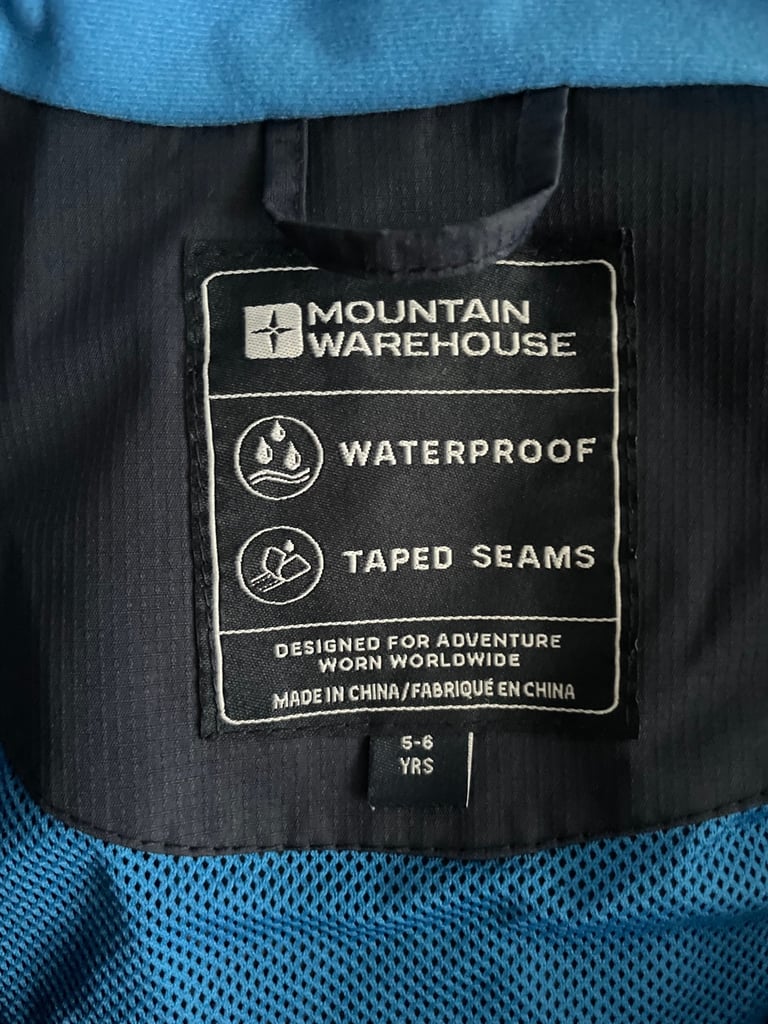 MOUNTAIN
WAREHOUSE
WATERPROOF
TAPED SEAMS
DESIGNED FOR ADVENTURE
WORN WORLDWIDE
MADE IN CHINA/FABRIQUÉ EN CHINA
5-6
YRS